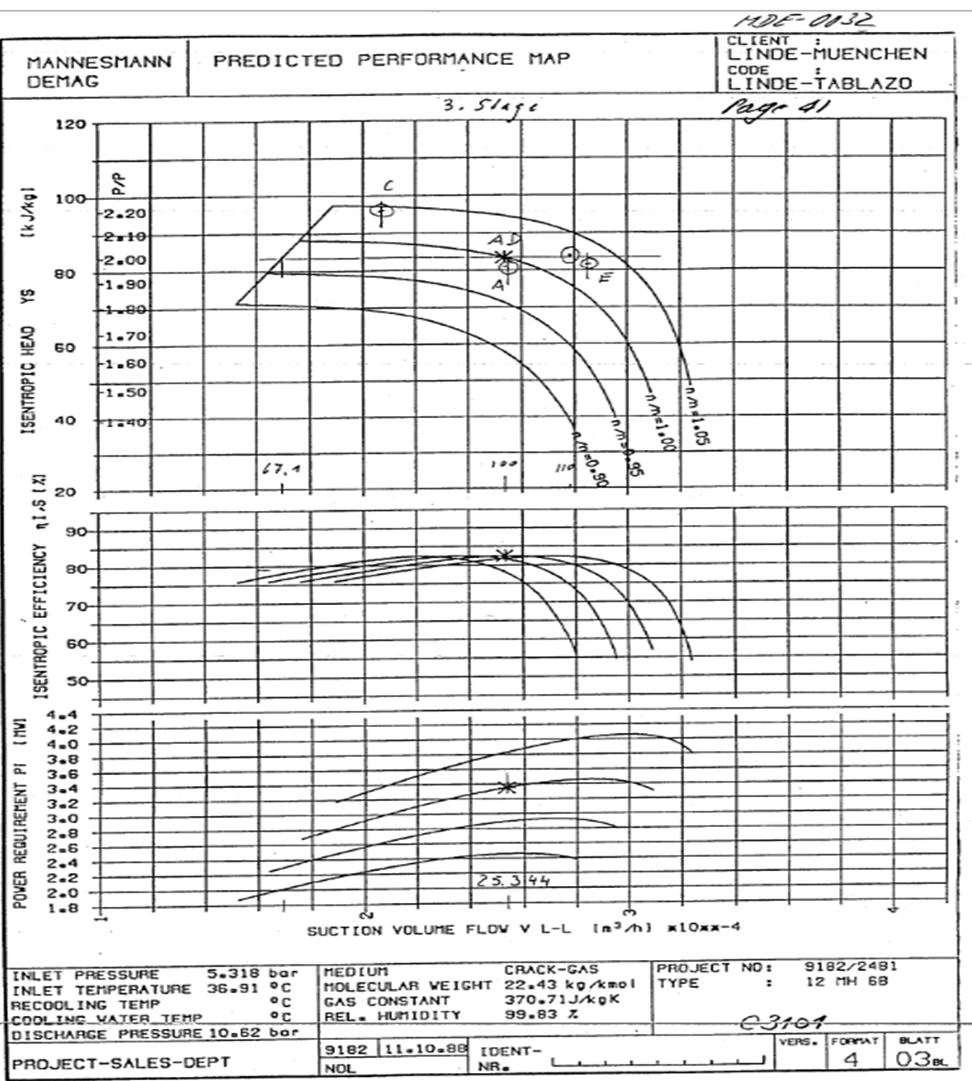 MDE-0032
MANNESMANN
DEMAG
PREDICTED PERFORMANCE MAP
CLIENT :
LINDE-MUENCHEN
CODE :
LINDE-TABLAZO
3. Stage
Page 41
ISENTROPIC HEAD YS [kJ/kg]
120
100
80
60
40
20
P/P
2.20
2.10
2.00
1.90
1.80
1.70
1.60
1.50
1.40
C
AD
A
E
n/n=0.90
n/n=0.95
n/n=1.00
n/n=1.05
67,1
100
110
ISENTROPIC EFFICIENCY ηI,S [%]
90
80
70
60
50
POWER REQUIREMENT PI [MW]
4.4
4.2
4.0
3.8
3.6
3.4
3.2
3.0
2.8
2.6
2.4
2.2
2.0
1.8
25.344
1
2
3
4
SUCTION VOLUME FLOW V L-L [m³/h] *10**-4
INLET PRESSURE 5.318 bar
INLET TEMPERATURE 36.91 °C
RECOOLING TEMP °C
COOLING WATER TEMP °C
DISCHARGE PRESSURE 10.62 bar
MEDIUM CRACK-GAS
MOLECULAR WEIGHT 22.43 kg/kmol
GAS CONSTANT 370.71J/kgK
REL. HUMIDITY 99.83 %
PROJECT NO: 9182/2481
TYPE : 12 MH 6B
C3101
PROJECT-SALES-DEPT
9182 11.10.88
NOL
IDENT-
NR.
VERS.
FORMAT
4
BLATT
03BL